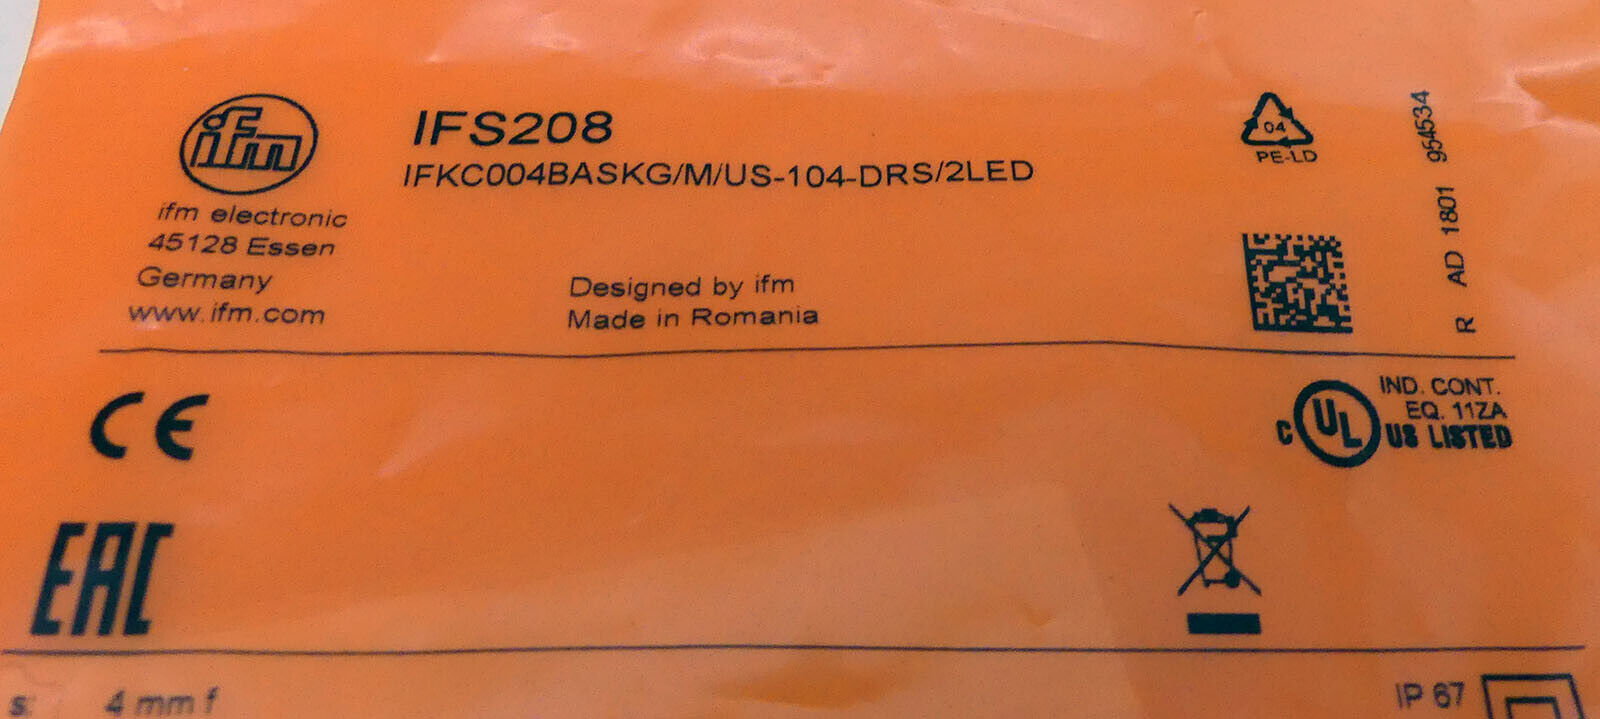 ifm
ifm electronic
45128 Essen
Germany
www.ifm.com
IFS208
IFKC004BASKG/M/US-104-DRS/2LED
Designed by ifm
Made in Romania
04
PE-LD
R AD 1801 954534
CE
C UL US LISTED
IND. CONT.
EQ. 11ZA
EAC
s: 4 mm f
IP 67